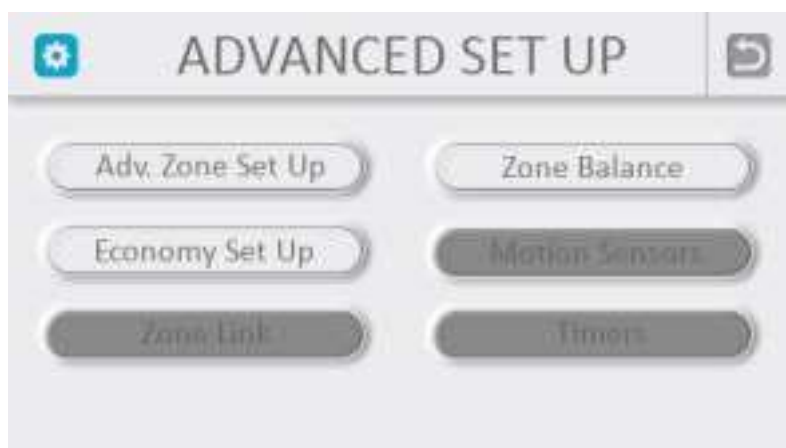 ADVANCED SET UP
Adv. Zone Set Up
Zone Balance
Economy Set Up
Motion Sensors
Zone Link
Timers